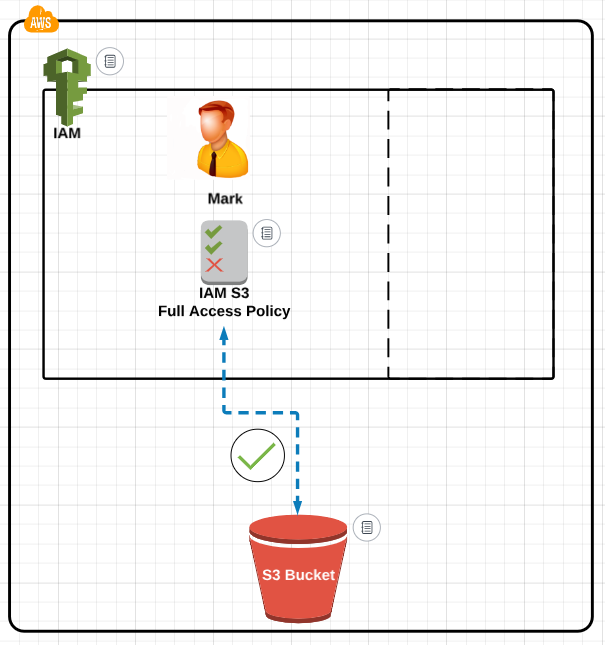 AWS
IAM
Mark
IAM S3
Full Access Policy
S3 Bucket